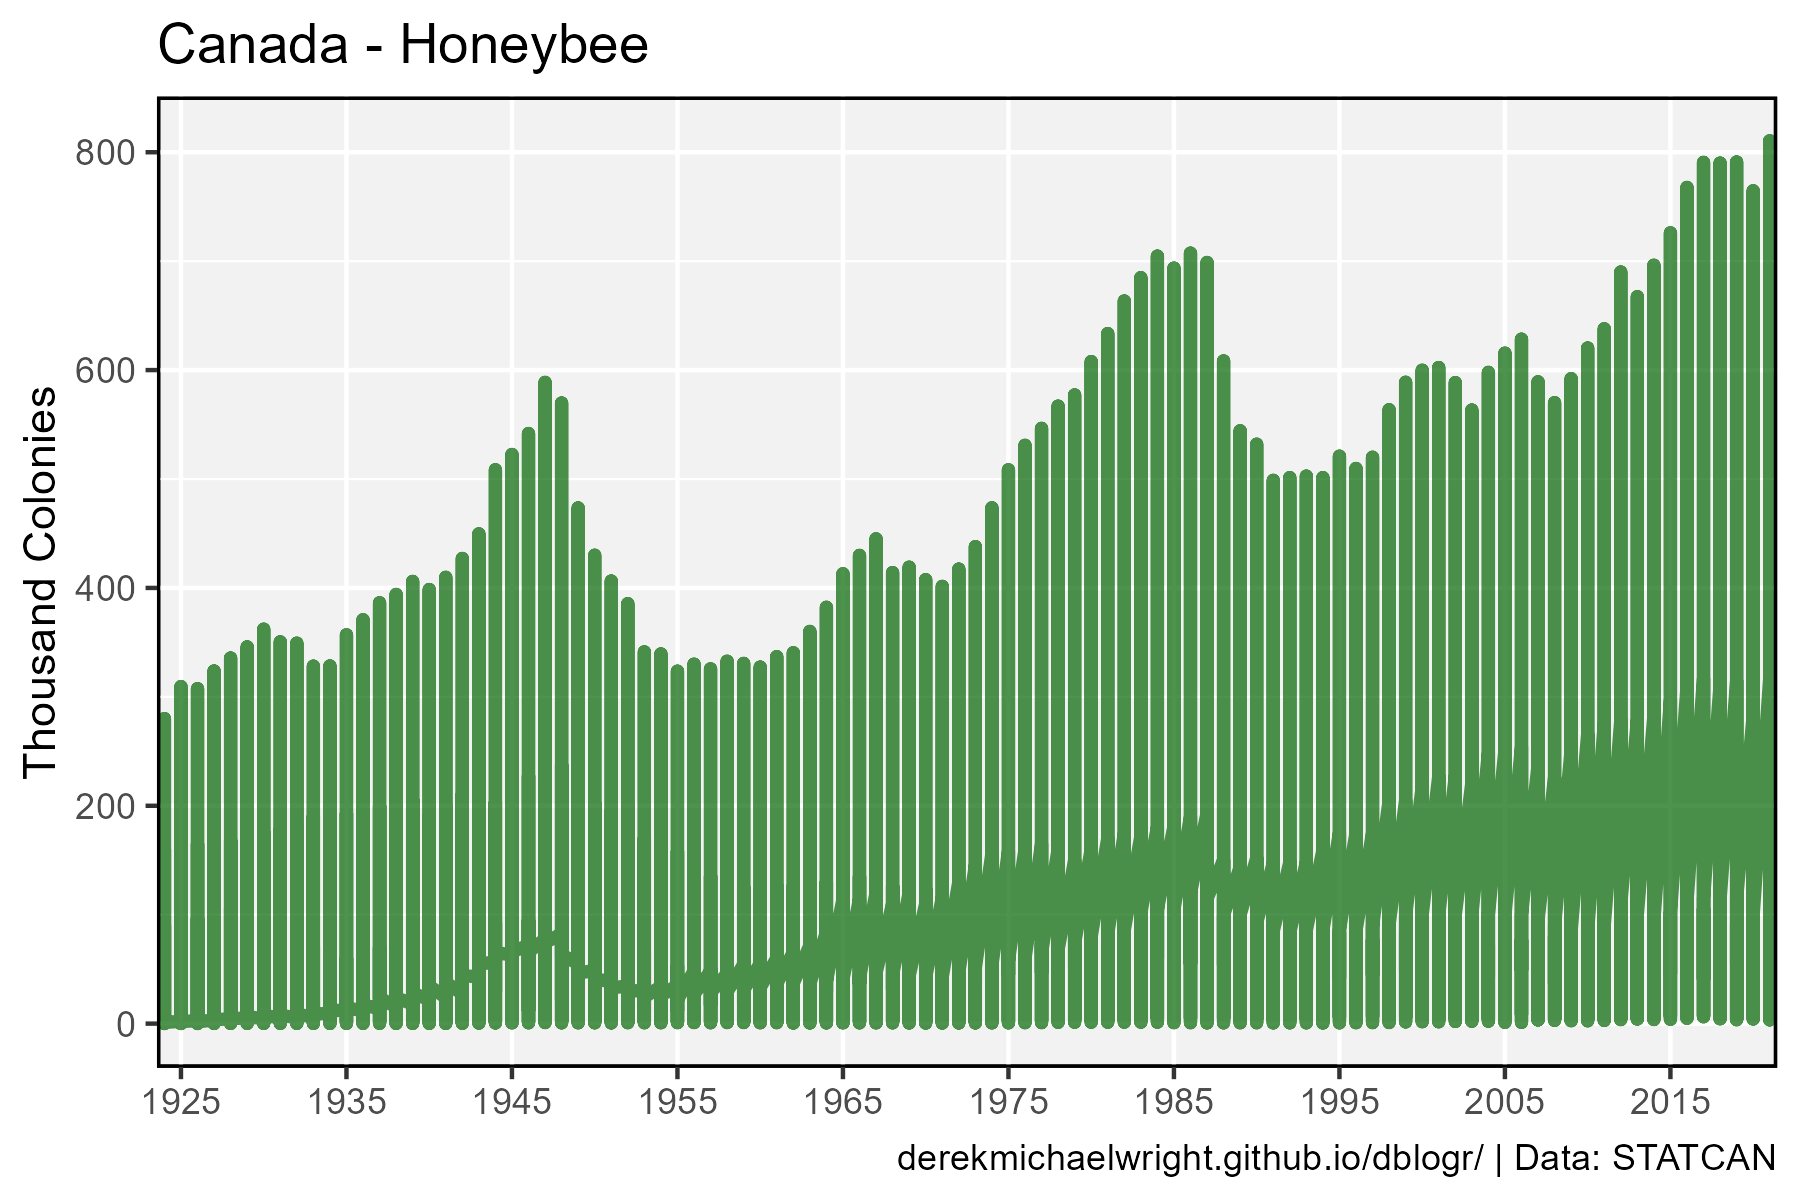 Canada - Honeybee
Thousand Colonies
800
600
400
200
0
1925 1935 1945 1955 1965 1975 1985 1995 2005 2015
derekmichaelwright.github.io/dblogr/ | Data: STATCAN